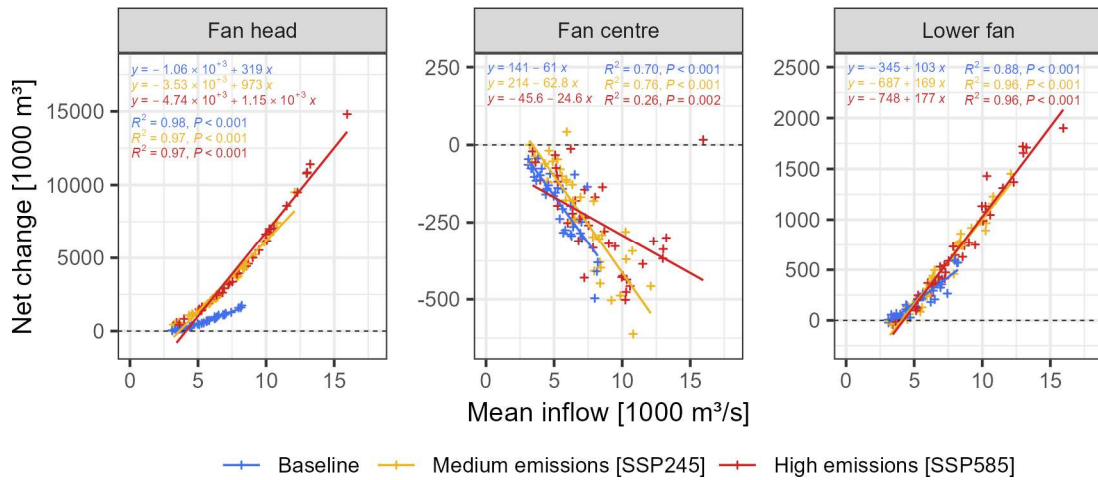 Fan head
Fan centre
Lower fan
Net change [1000 m³]
y = − 1.06 × 10⁺³ + 319 x
y = − 3.53 × 10⁺³ + 973 x
y = − 4.74 × 10⁺³ + 1.15 × 10⁺³ x
R² = 0.98, P < 0.001
R² = 0.97, P < 0.001
R² = 0.97, P < 0.001
15000
10000
5000
0
0 5 10 15
y = 141 − 61 x R² = 0.70, P < 0.001
y = 214 − 62.8 x R² = 0.76, P < 0.001
y = −45.6 − 24.6 x R² = 0.26, P = 0.002
250
0
-250
-500
0 5 10 15
y = −345 + 103 x R² = 0.88, P < 0.001
y = −687 + 169 x R² = 0.96, P < 0.001
y = −748 + 177 x R² = 0.96, P < 0.001
2500
2000
1500
1000
500
0
0 5 10 15
Mean inflow [1000 m³/s]
Baseline
Medium emissions [SSP245]
High emissions [SSP585]